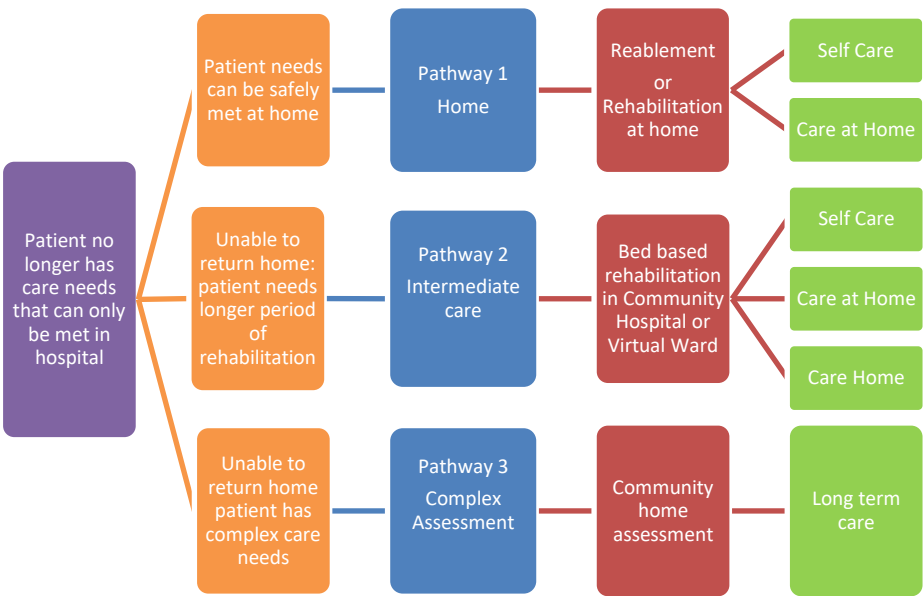 Patient no
longer has
care needs
that can only
be met in
hospital
Patient needs
can be safely
met at home
Pathway 1
Home
Reablement
or
Rehabilitation
at home
Self Care
Care at Home
Unable to
return home:
patient needs
longer period
of
rehabilitation
Pathway 2
Intermediate
care
Bed based
rehabilitation
in Community
Hospital or
Virtual Ward
Self Care
Care at Home
Care Home
Unable to
return home
patient has
complex care
needs
Pathway 3
Complex
Assessment
Community
home
assessment
Long term
care